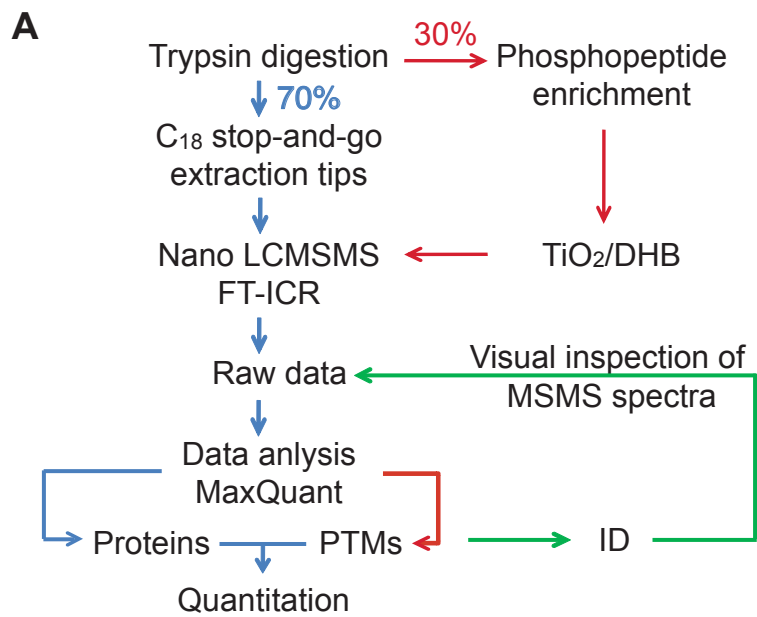 A
Trypsin digestion
30%
Phosphopeptide
enrichment
70%
C₁₈ stop-and-go
extraction tips
Nano LCMSMS
FT-ICR
TiO₂/DHB
Raw data
Visual inspection of
MSMS spectra
Data anlysis
MaxQuant
Proteins
PTMs
ID
Quantitation